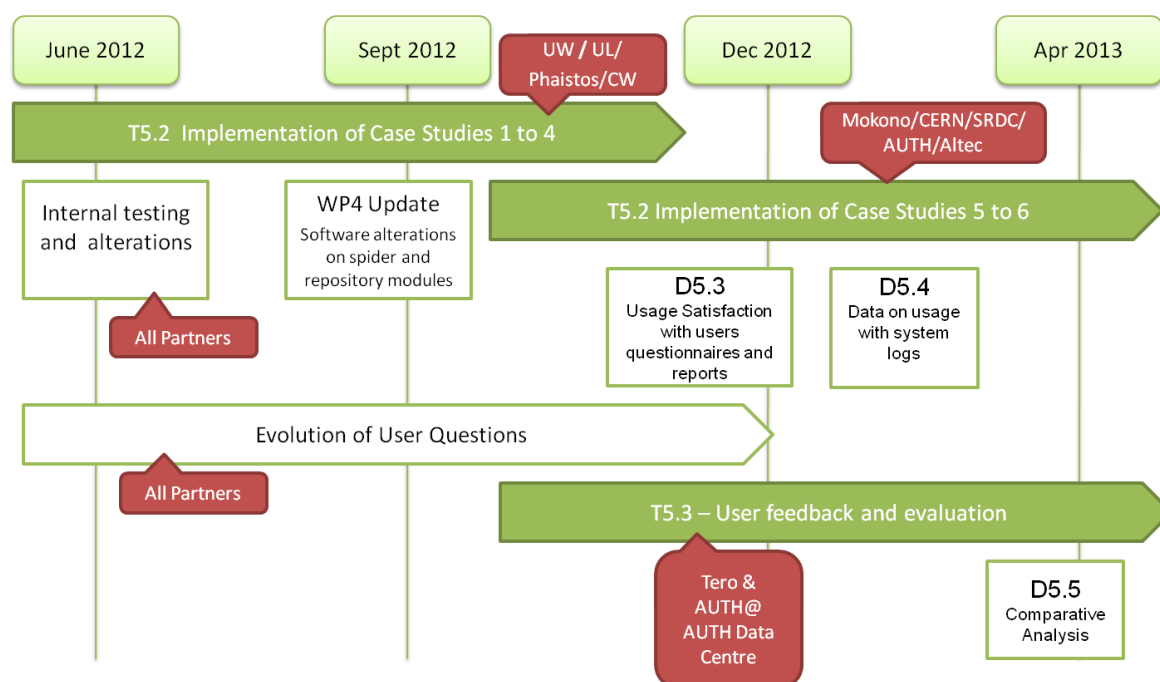 June 2012
Sept 2012
UW / UL/
Phaistos/CW
Dec 2012
Apr 2013
T5.2 Implementation of Case Studies 1 to 4
Mokono/CERN/SRDC/
AUTH/Altec
Internal testing
and alterations
WP4 Update
Software alterations
on spider and
repository modules
T5.2 Implementation of Case Studies 5 to 6
All Partners
D5.3
Usage Satisfaction
with users
questionnaires and
reports
D5.4
Data on usage
with system
logs
Evolution of User Questions
All Partners
T5.3 – User feedback and evaluation
Tero &
AUTH@
AUTH Data
Centre
D5.5
Comparative
Analysis